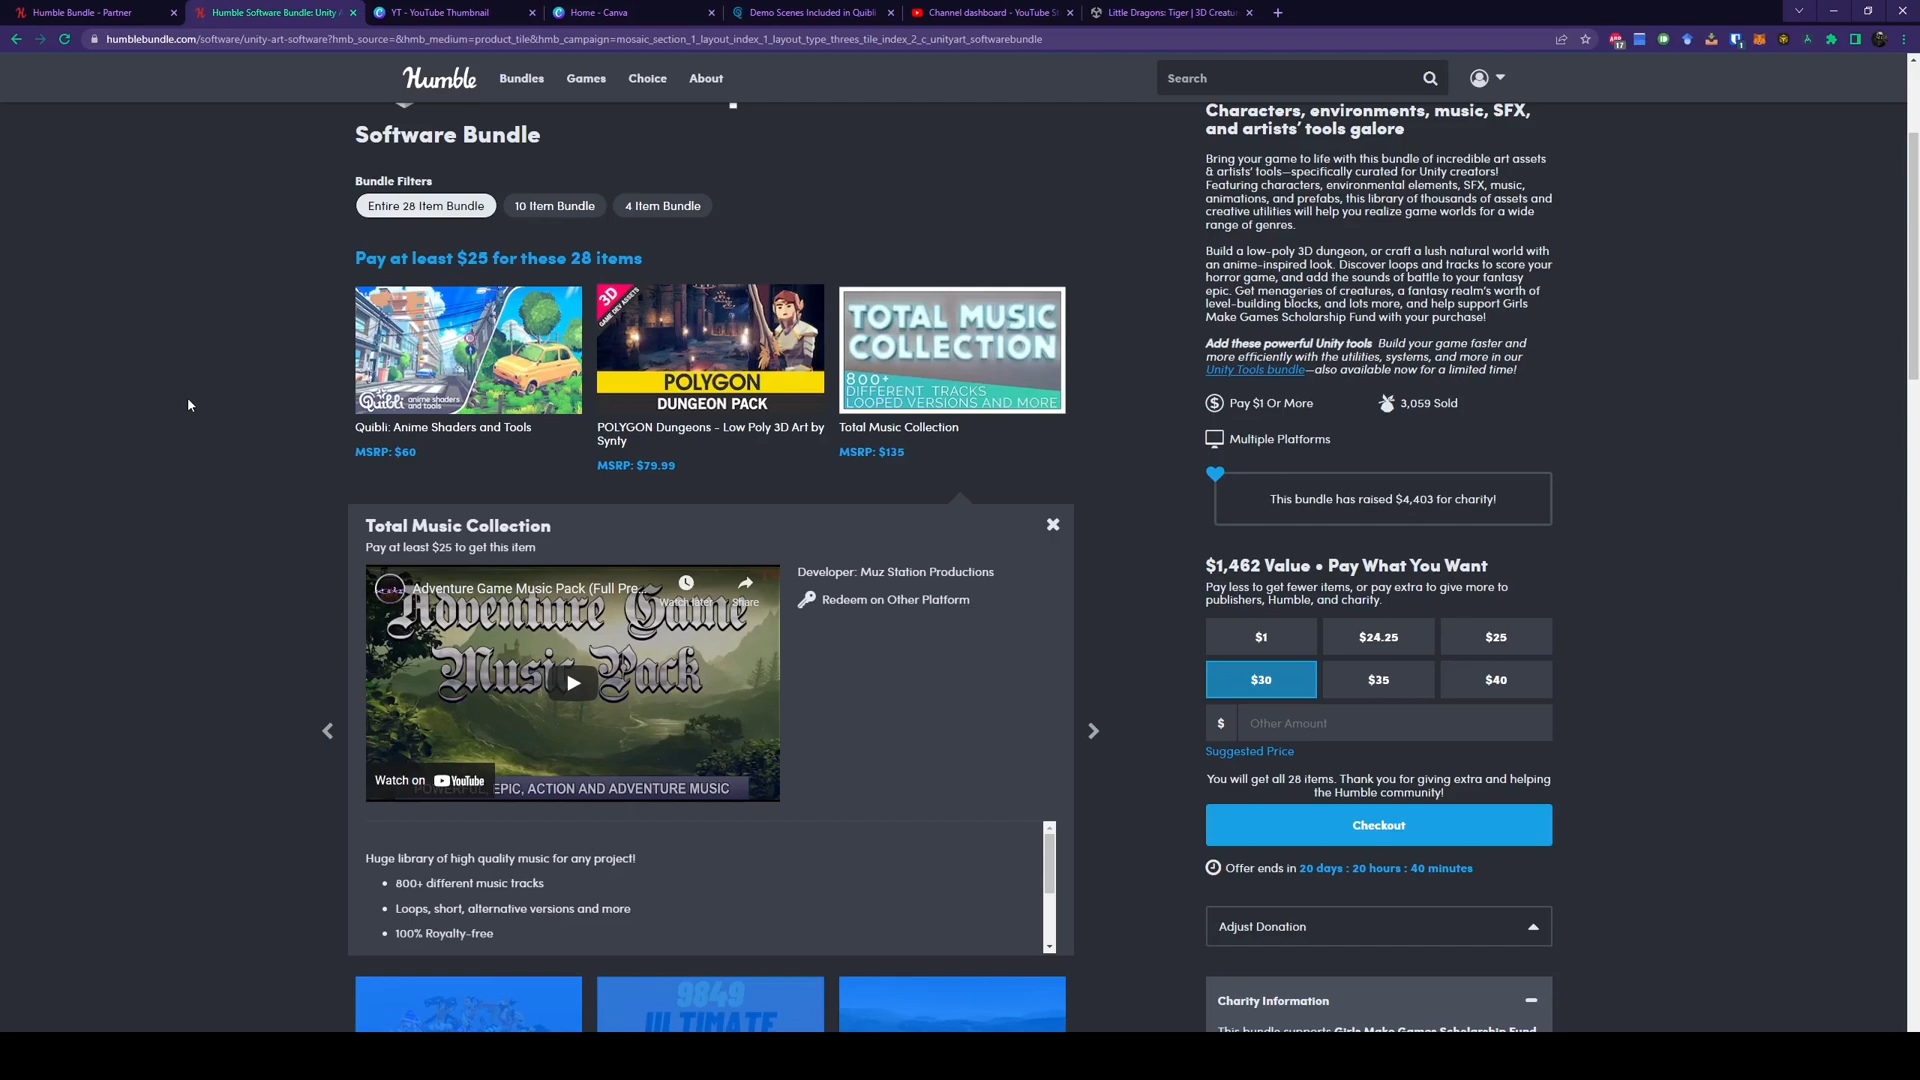 Humble Bundle - Partner
Humble Software Bundle: Unity A
YT - YouTube Thumbnail
Home - Canva
Demo Scenes Included in Quibli
Channel dashboard - YouTube St
Little Dragons: Tiger | 3D Creatur
humblebundle.com/software/unity-art-software?hmb_source=&hmb_medium=product_tile&hmb_campaign=mosaic_section_1_layout_index_1_layout_type_threes_tile_index_2_c_unityart_softwarebundle
17
1
Humble
Bundles
Games
Choice
About
Search
Software Bundle
Bundle Filters
Entire 28 Item Bundle
10 Item Bundle
4 Item Bundle
Pay at least $25 for these 28 items
Quibli anime shaders and tools
3D
GAME DEV ASSETS
POLYGON
DUNGEON PACK
TOTAL MUSIC
COLLECTION
800+
DIFFERENT TRACKS
LOOPED VERSIONS AND MORE
Quibli: Anime Shaders and Tools
MSRP: $60
POLYGON Dungeons - Low Poly 3D Art by
Synty
MSRP: $79.99
Total Music Collection
MSRP: $135
Total Music Collection
Pay at least $25 to get this item
Adventure Game Music Pack (Full Pre...
Watch later
Share
Adventure Game
Music Pack
Watch on YouTube
POWERFUL, EPIC, ACTION AND ADVENTURE MUSIC
Developer: Muz Station Productions
Redeem on Other Platform
Huge library of high quality music for any project!
• 800+ different music tracks
• Loops, short, alternative versions and more
• 100% Royalty-free
9849
ULTIMATE
Characters, environments, music, SFX,
and artists' tools galore
Bring your game to life with this bundle of incredible art assets
& artists' tools—specifically curated for Unity creators!
Featuring characters, environmental elements, SFX, music,
animations, and prefabs, this library of thousands of assets and
creative utilities will help you realize game worlds for a wide
range of genres.
Build a low-poly 3D dungeon, or craft a lush natural world with
an anime-inspired look. Discover loops and tracks to score your
horror game, and add the sounds of battle to your fantasy
epic. Get menageries of creatures, a fantasy realm's worth of
level-building blocks, and lots more, and help support Girls
Make Games Scholarship Fund with your purchase!
Add these powerful Unity tools Build your game faster and
more efficiently with the utilities, systems, and more in our
Unity Tools bundle—also available now for a limited time!
Pay $1 Or More
3,059 Sold
Multiple Platforms
This bundle has raised $4,403 for charity!
$1,462 Value • Pay What You Want
Pay less to get fewer items, or pay extra to give more to
publishers, Humble, and charity.
$1
$24.25
$25
$30
$35
$40
$ Other Amount
Suggested Price
You will get all 28 items. Thank you for giving extra and helping
the Humble community!
Checkout
Offer ends in 20 days : 20 hours : 40 minutes
Adjust Donation
Charity Information
This bundle supports Girls Make Games Scholarship Fund